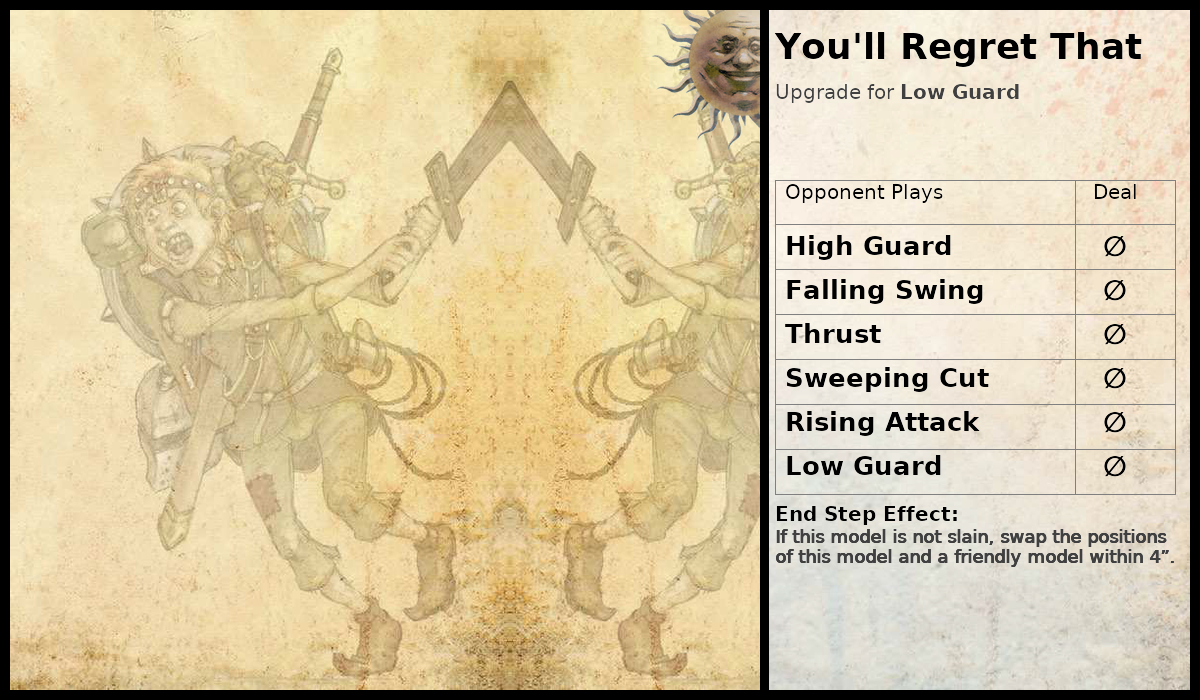 You'll Regret That
Upgrade for Low Guard
Opponent Plays Deal
High Guard ∅
Falling Swing ∅
Thrust ∅
Sweeping Cut ∅
Rising Attack ∅
Low Guard ∅
End Step Effect:
If this model is not slain, swap the positions
of this model and a friendly model within 4”.